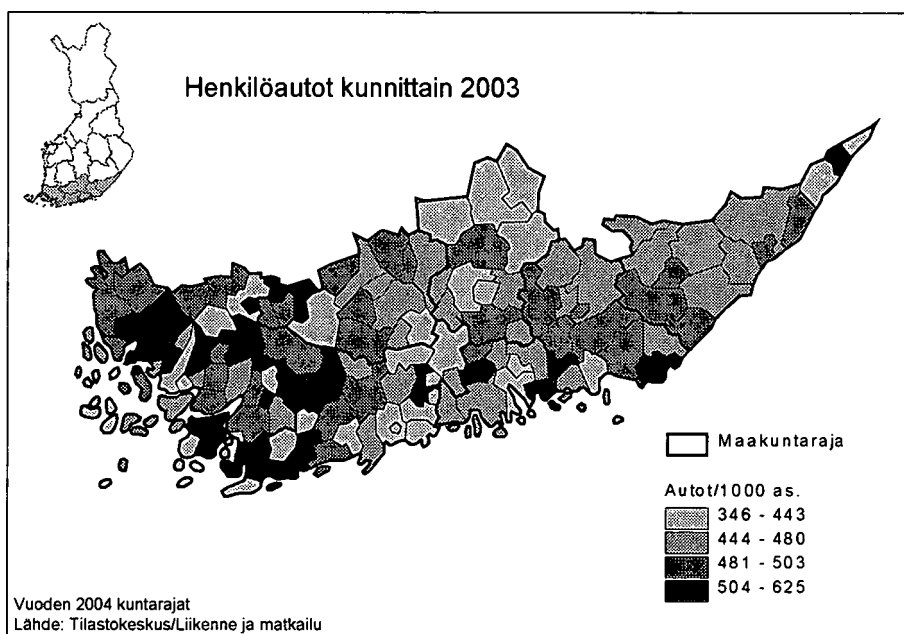 Henkilöautot kunnittain 2003
Maakuntaraja
Autot/1000 as.
346 - 443
444 - 480
481 - 503
504 - 625
Vuoden 2004 kuntarajat
Lähde: Tilastokeskus/Liikenne ja matkailu